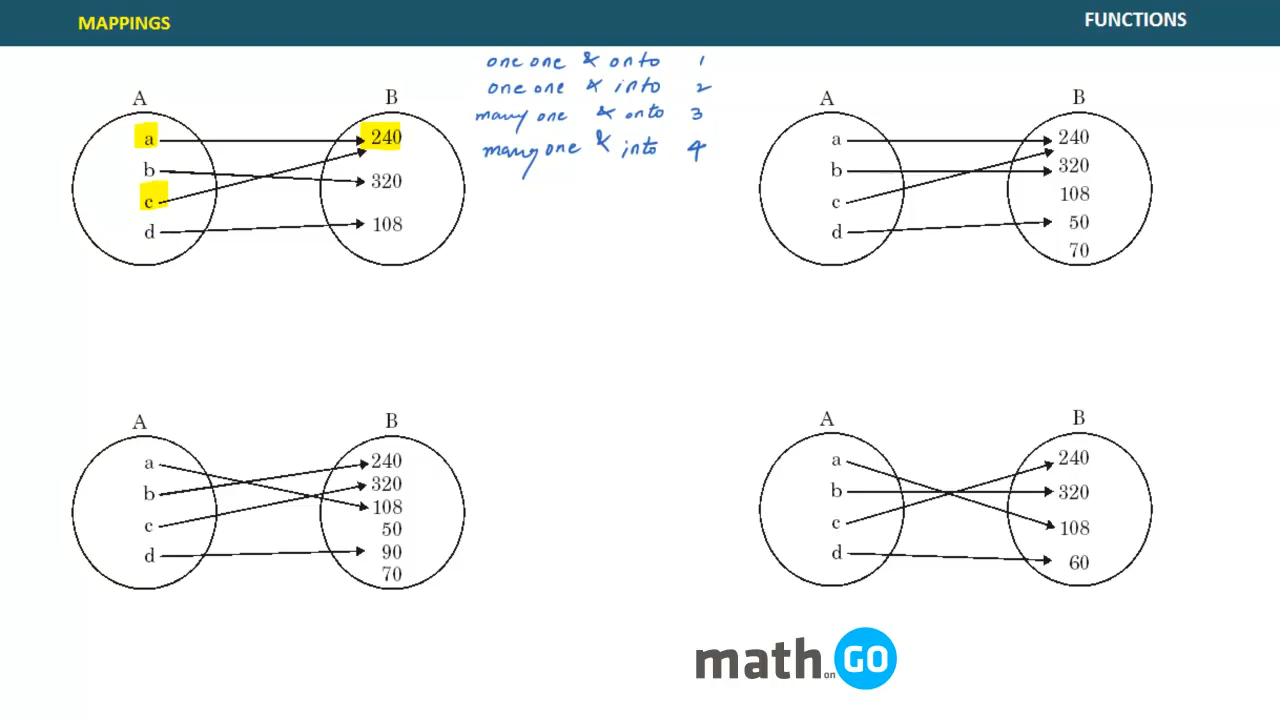 MAPPINGS
FUNCTIONS
one one & onto 1
one one & into 2
many one & onto 3
many one & into 4
A
B
a
b
c
d
240
320
108
A
B
a
b
c
d
240
320
108
50
70
A
B
a
b
c
d
240
320
108
50
90
70
A
B
a
b
c
d
240
320
108
60
math on GO